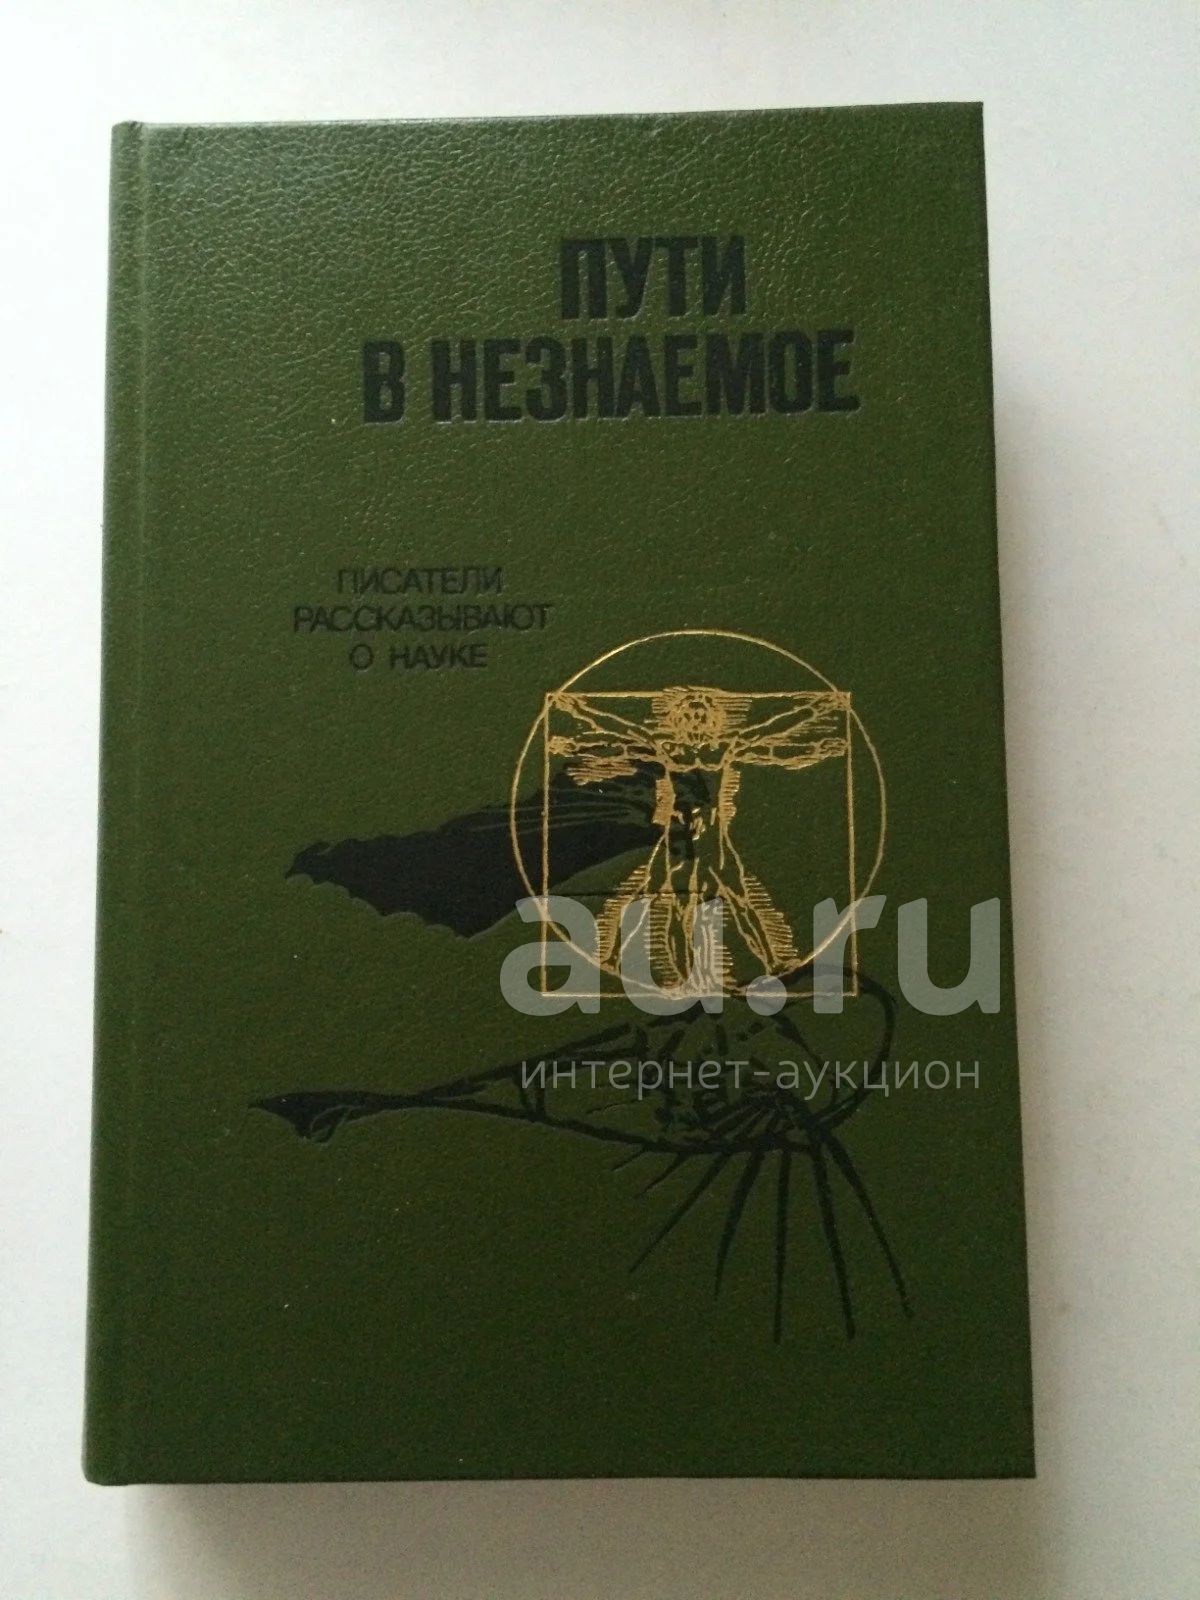 ПУТИ
В НЕЗНАЕМОЕ
ПИСАТЕЛИ
РАССКАЗЫВАЮТ
О НАУКЕ
au.ru
интернет-аукцион